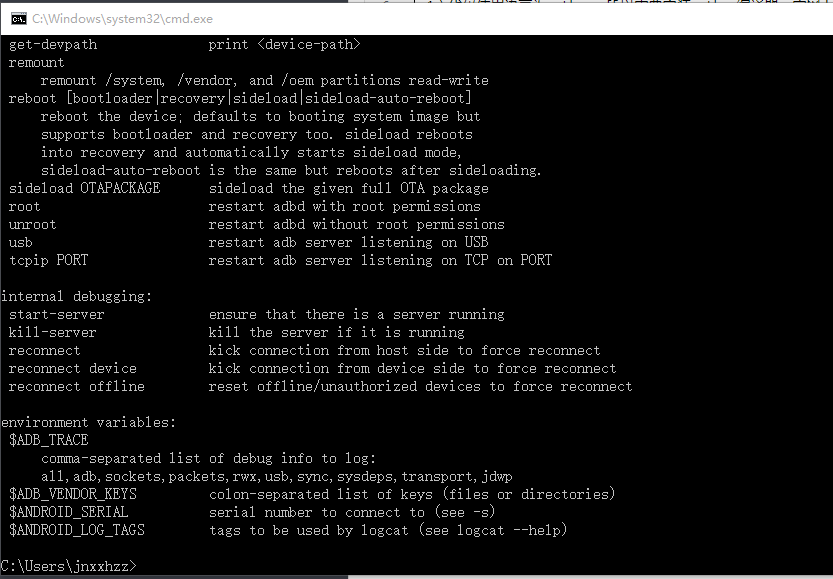 C:\Windows\system32\cmd.exe
get-devpath print <device-path>
remount
remount /system, /vendor, and /oem partitions read-write
reboot [bootloader|recovery|sideload|sideload-auto-reboot]
reboot the device; defaults to booting system image but
supports bootloader and recovery too. sideload reboots
into recovery and automatically starts sideload mode,
sideload-auto-reboot is the same but reboots after sideloading.
sideload OTAPACKAGE sideload the given full OTA package
root restart adbd with root permissions
unroot restart adbd without root permissions
usb restart adb server listening on USB
tcpip PORT restart adb server listening on TCP on PORT
internal debugging:
start-server ensure that there is a server running
kill-server kill the server if it is running
reconnect kick connection from host side to force reconnect
reconnect device kick connection from device side to force reconnect
reconnect offline reset offline/unauthorized devices to force reconnect
environment variables:
$ADB_TRACE
comma-separated list of debug info to log:
all,adb,sockets,packets,rwx,usb,sync,sysdeps,transport,jdwp
$ADB_VENDOR_KEYS colon-separated list of keys (files or directories)
$ANDROID_SERIAL serial number to connect to (see -s)
$ANDROID_LOG_TAGS tags to be used by logcat (see logcat --help)
C:\Users\jnxxhzz>